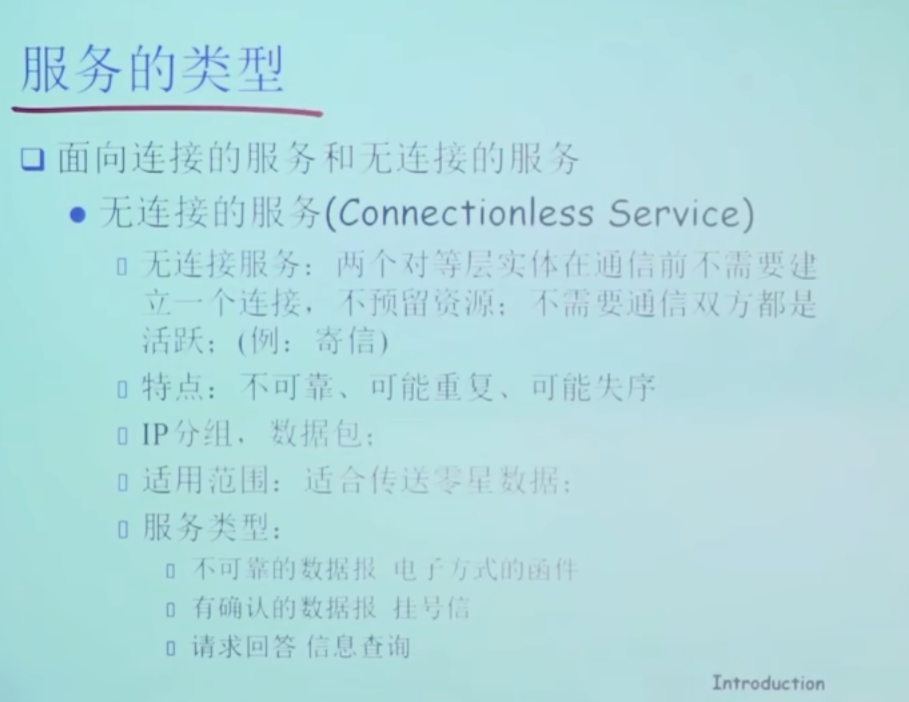 服务的类型
❑ 面向连接的服务和无连接的服务
• 无连接的服务(Connectionless Service)
无连接服务：两个对等层实体在通信前不需要建
立一个连接，不预留资源；不需要通信双方都是
活跃；(例：寄信)
特点：不可靠、可能重复、可能失序
IP分组，数据包；
适用范围：适合传送零星数据；
服务类型：
不可靠的数据报 电子方式的函件
有确认的数据报 挂号信
请求回答 信息查询
Introduction